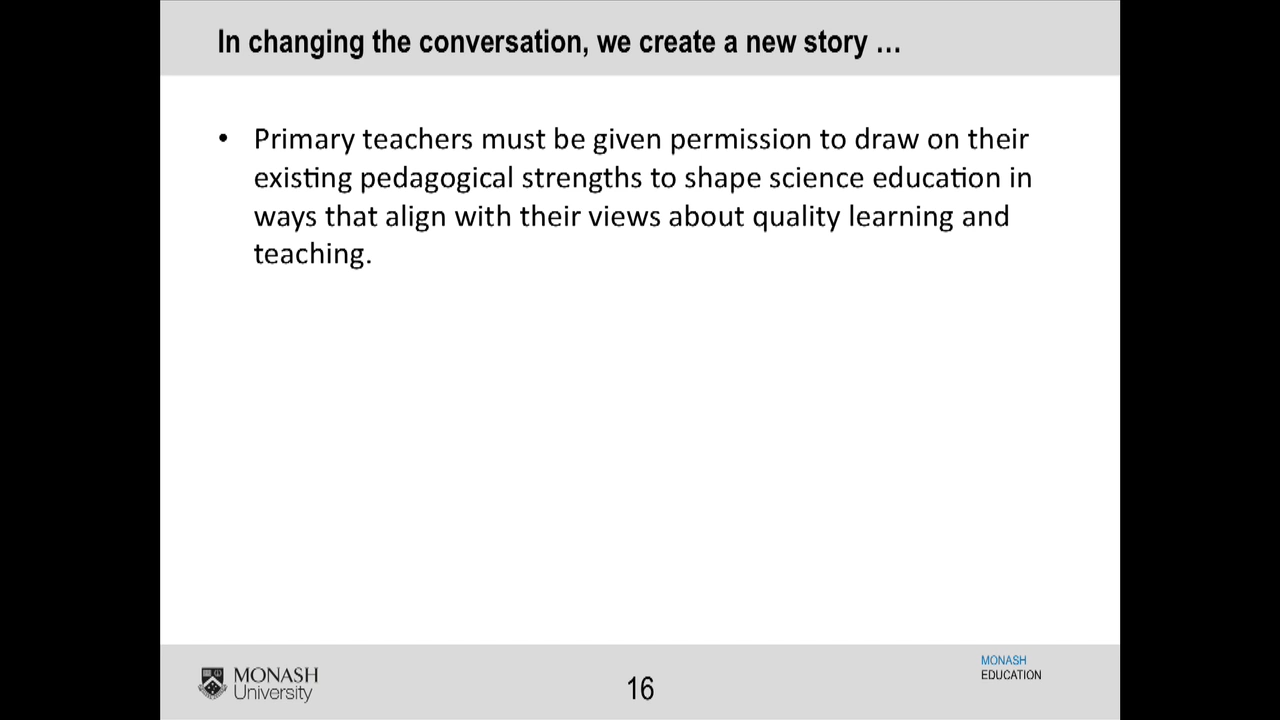 In changing the conversation, we create a new story …
• Primary teachers must be given permission to draw on their
existing pedagogical strengths to shape science education in
ways that align with their views about quality learning and
teaching.
MONASH
University
16
MONASH
EDUCATION